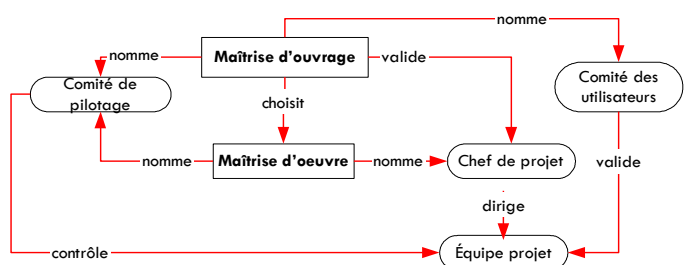 nomme
nomme
Maîtrise d'ouvrage
valide
Comité de
pilotage
Comité des
utilisateurs
choisit
nomme
Maîtrise d'oeuvre
nomme
Chef de projet
valide
dirige
contrôle
Équipe projet